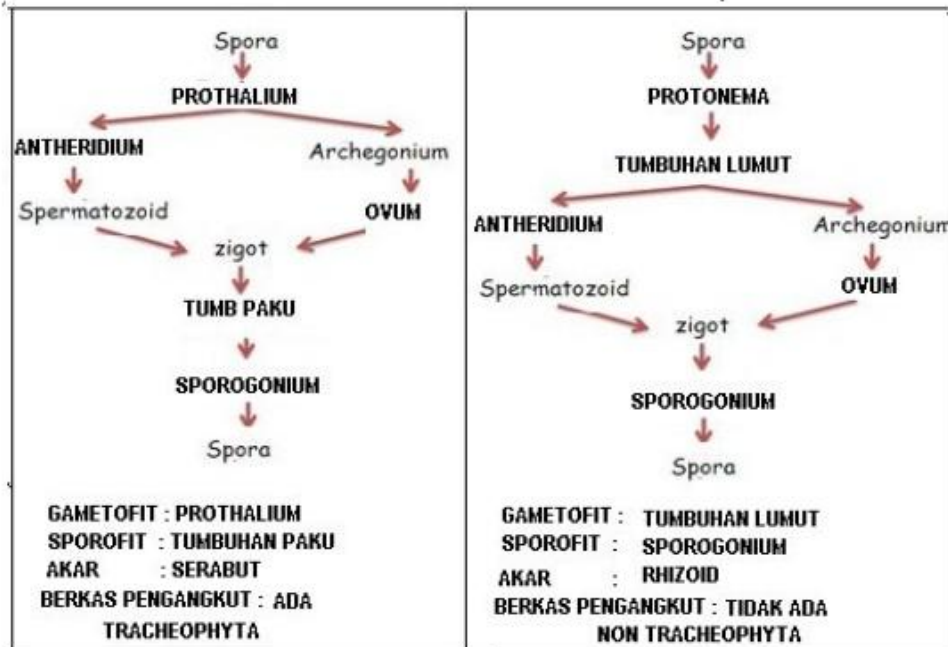 Spora
PROTHALIUM
ANTHERIDIUM
Archegonium
Spermatozoid
OVUM
zigot
TUMB PAKU
SPOROGONIUM
Spora
GAMETOFIT : PROTHALIUM
SPOROFIT : TUMBUHAN PAKU
AKAR : SERABUT
BERKAS PENGANGKUT : ADA
TRACHEOPHYTA
Spora
PROTONEMA
TUMBUHAN LUMUT
ANTHERIDIUM
Archegonium
Spermatozoid
OVUM
zigot
SPOROGONIUM
Spora
GAMETOFIT : TUMBUHAN LUMUT
SPOROFIT : SPOROGONIUM
AKAR : RHIZOID
BERKAS PENGANGKUT : TIDAK ADA
NON TRACHEOPHYTA